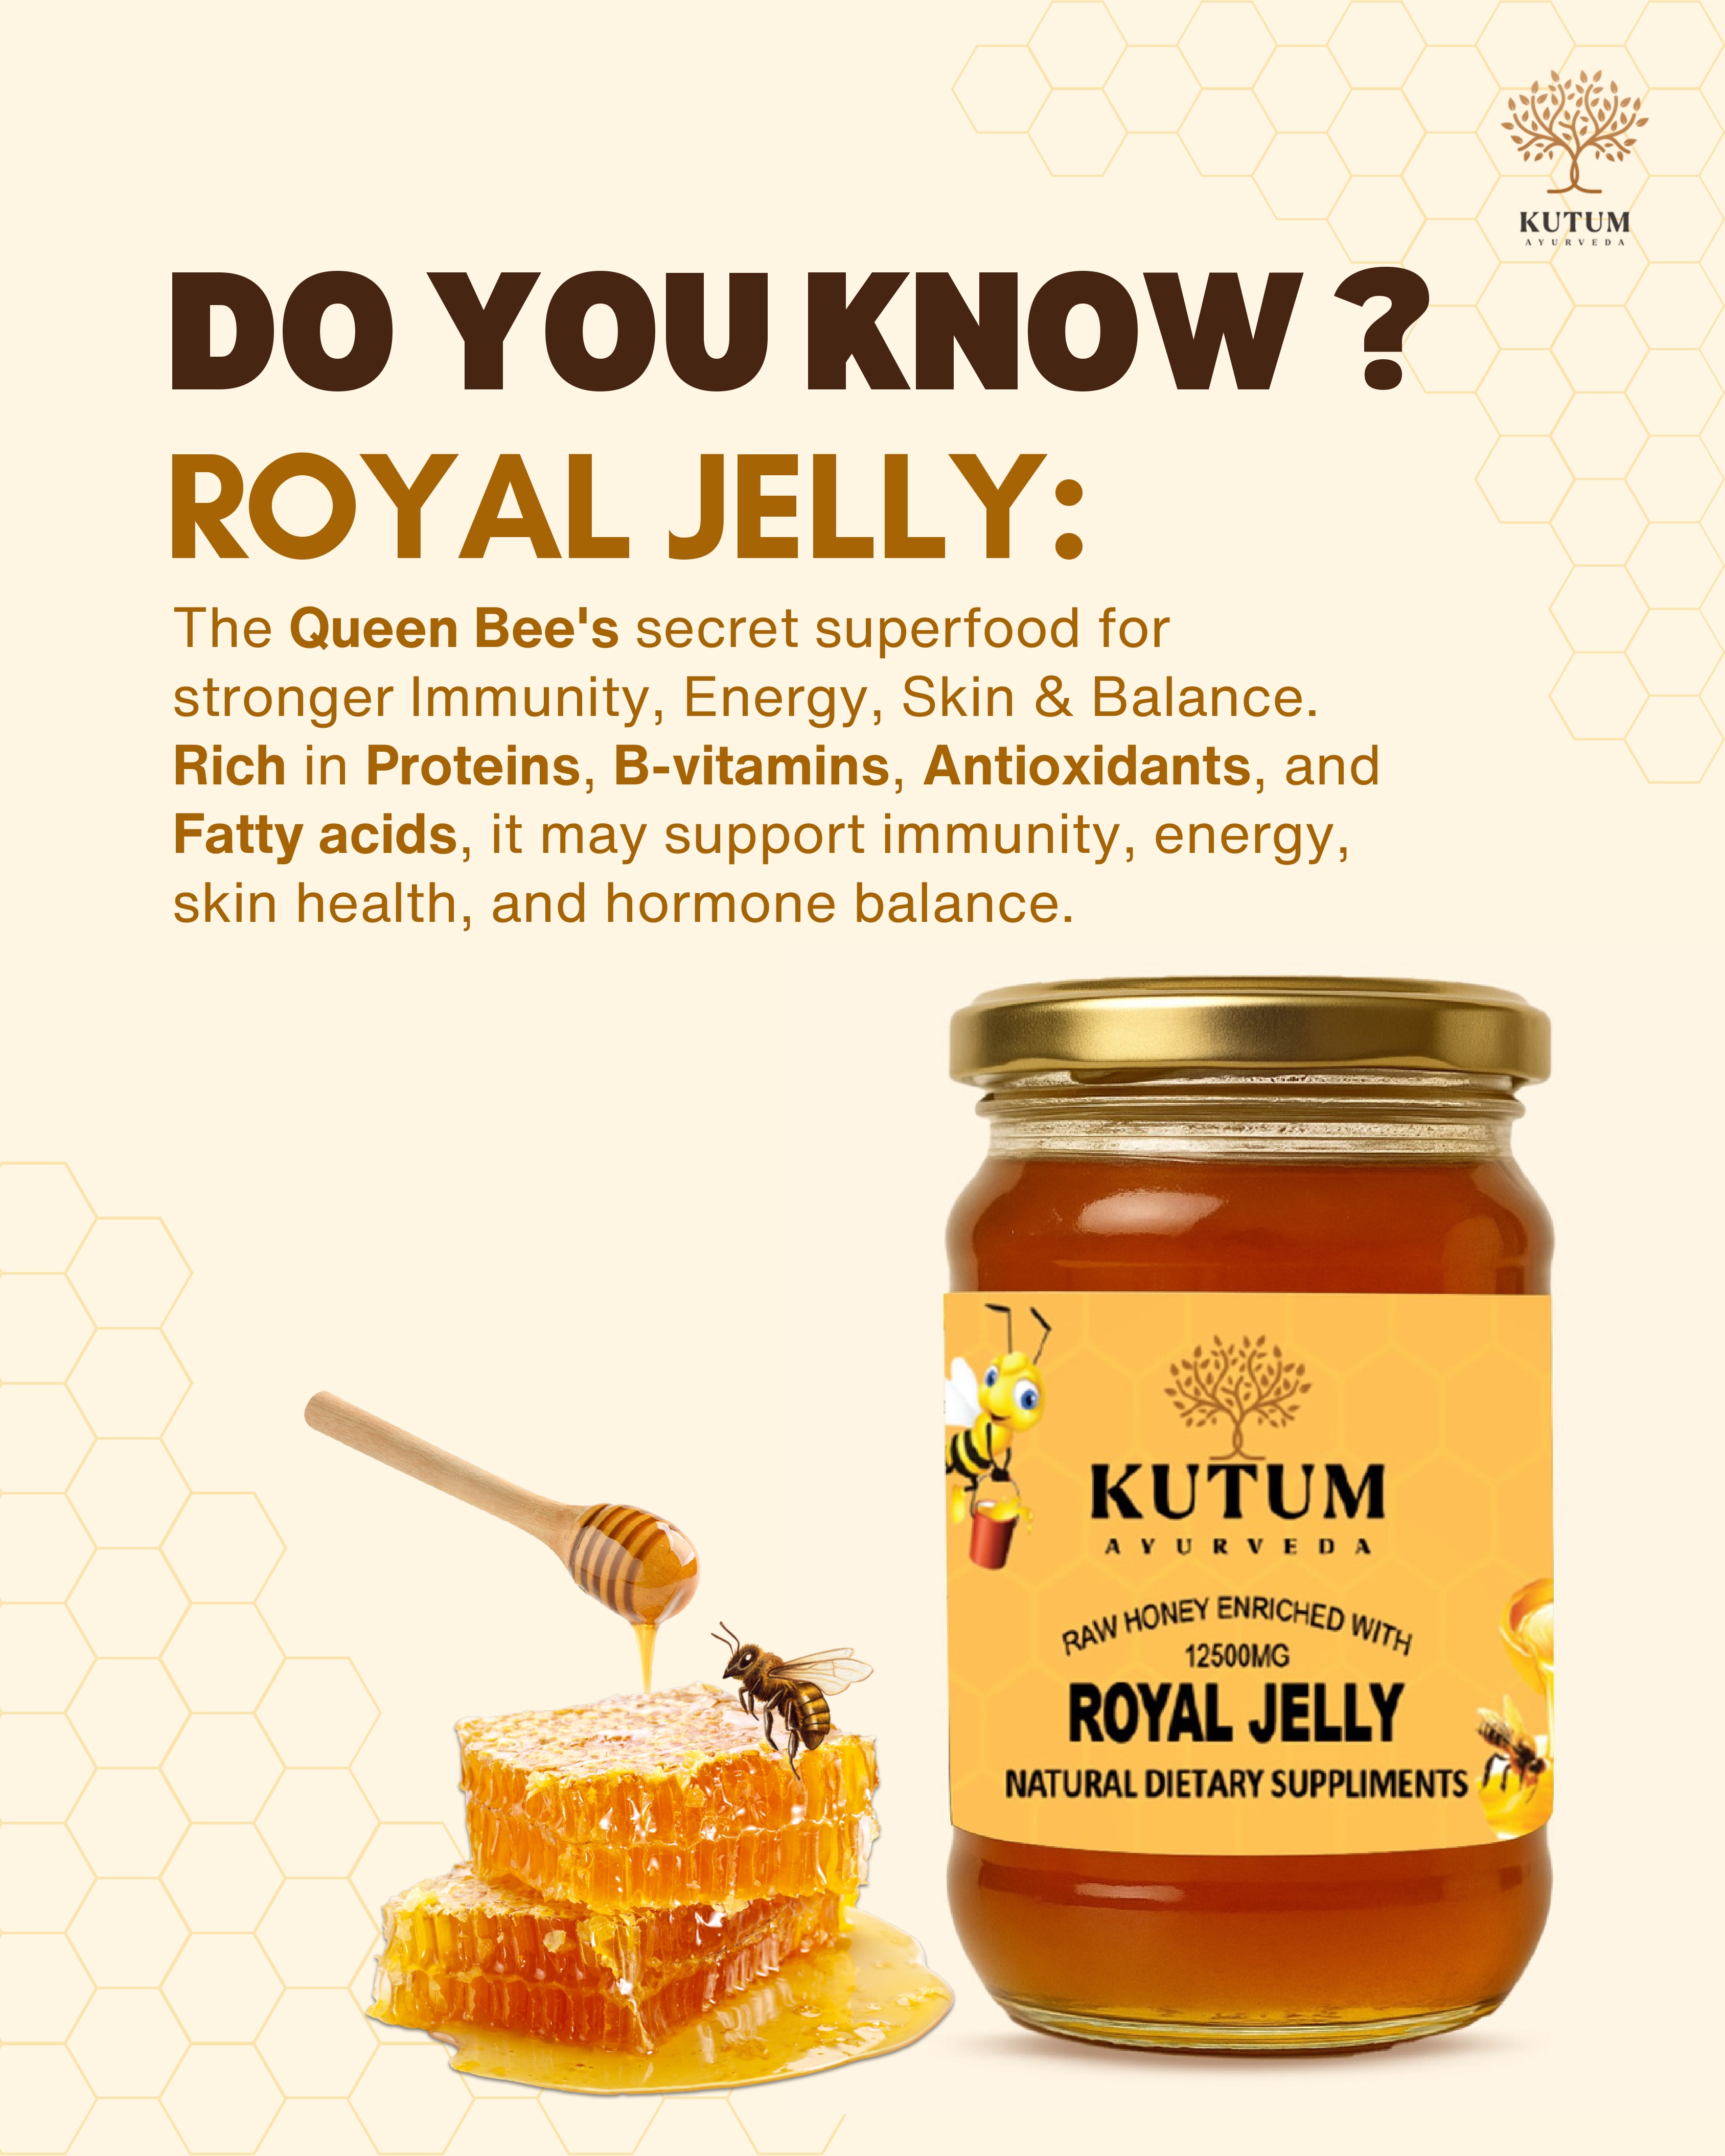 KUTUM
AYURVEDA
DO YOU KNOW ?
ROYAL JELLY:
The Queen Bee's secret superfood for
stronger Immunity, Energy, Skin & Balance.
Rich in Proteins, B-vitamins, Antioxidants, and
Fatty acids, it may support immunity, energy,
skin health, and hormone balance.
KUTUM
AYURVEDA
RAW HONEY ENRICHED WITH
12500MG
ROYAL JELLY
NATURAL DIETARY SUPPLIMENTS